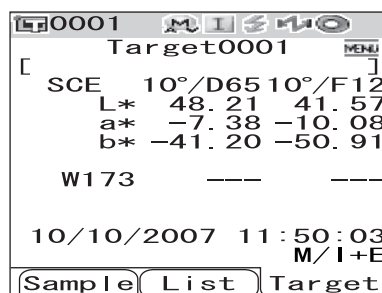 0001 M I
Target0001 MENU
[ ]
SCE 10°/D65 10°/F12
L* 48.21 41.57
a* −7.38 −10.08
b* −41.20 −50.91
W173 ––– –––
10/10/2007 11:50:03
M/I+E
Sample List Target